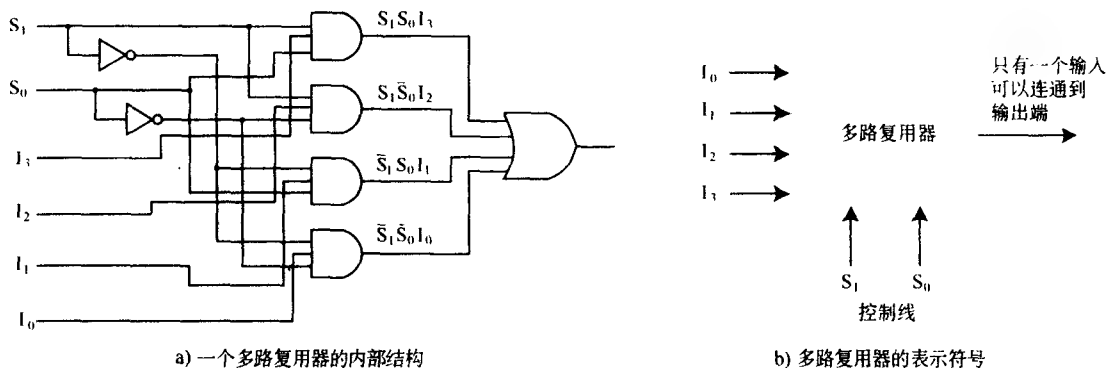 S₁
S₀
I₃
I₂
I₁
I₀
S₁S₀I₃
S₁S̄₀I₂
S̄₁S₀I₁
S̄₁S̄₀I₀
a) 一个多路复用器的内部结构
I₀
I₁
I₂
I₃
多路复用器
只有一个输入
可以连通到
输出端
S₁ S₀
控制线
b) 多路复用器的表示符号